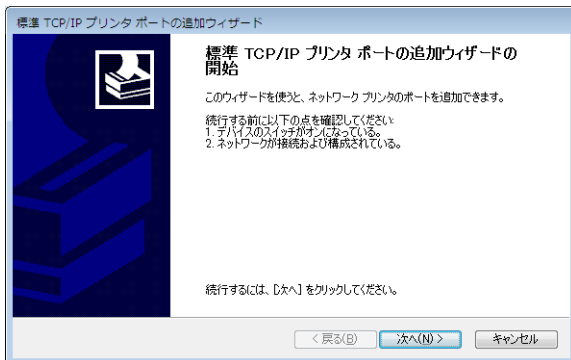 標準 TCP/IP プリンタ ポートの追加ウィザード
標準 TCP/IP プリンタ ポートの追加ウィザードの
開始
このウィザードを使うと、ネットワーク プリンタのポートを追加できます。
続行する前に以下の点を確認してください:
1. デバイスのスイッチがオンになっている。
2. ネットワークが接続および構成されている。
続行するには、[次へ] をクリックしてください。
< 戻る(B) 次へ(N) > キャンセル